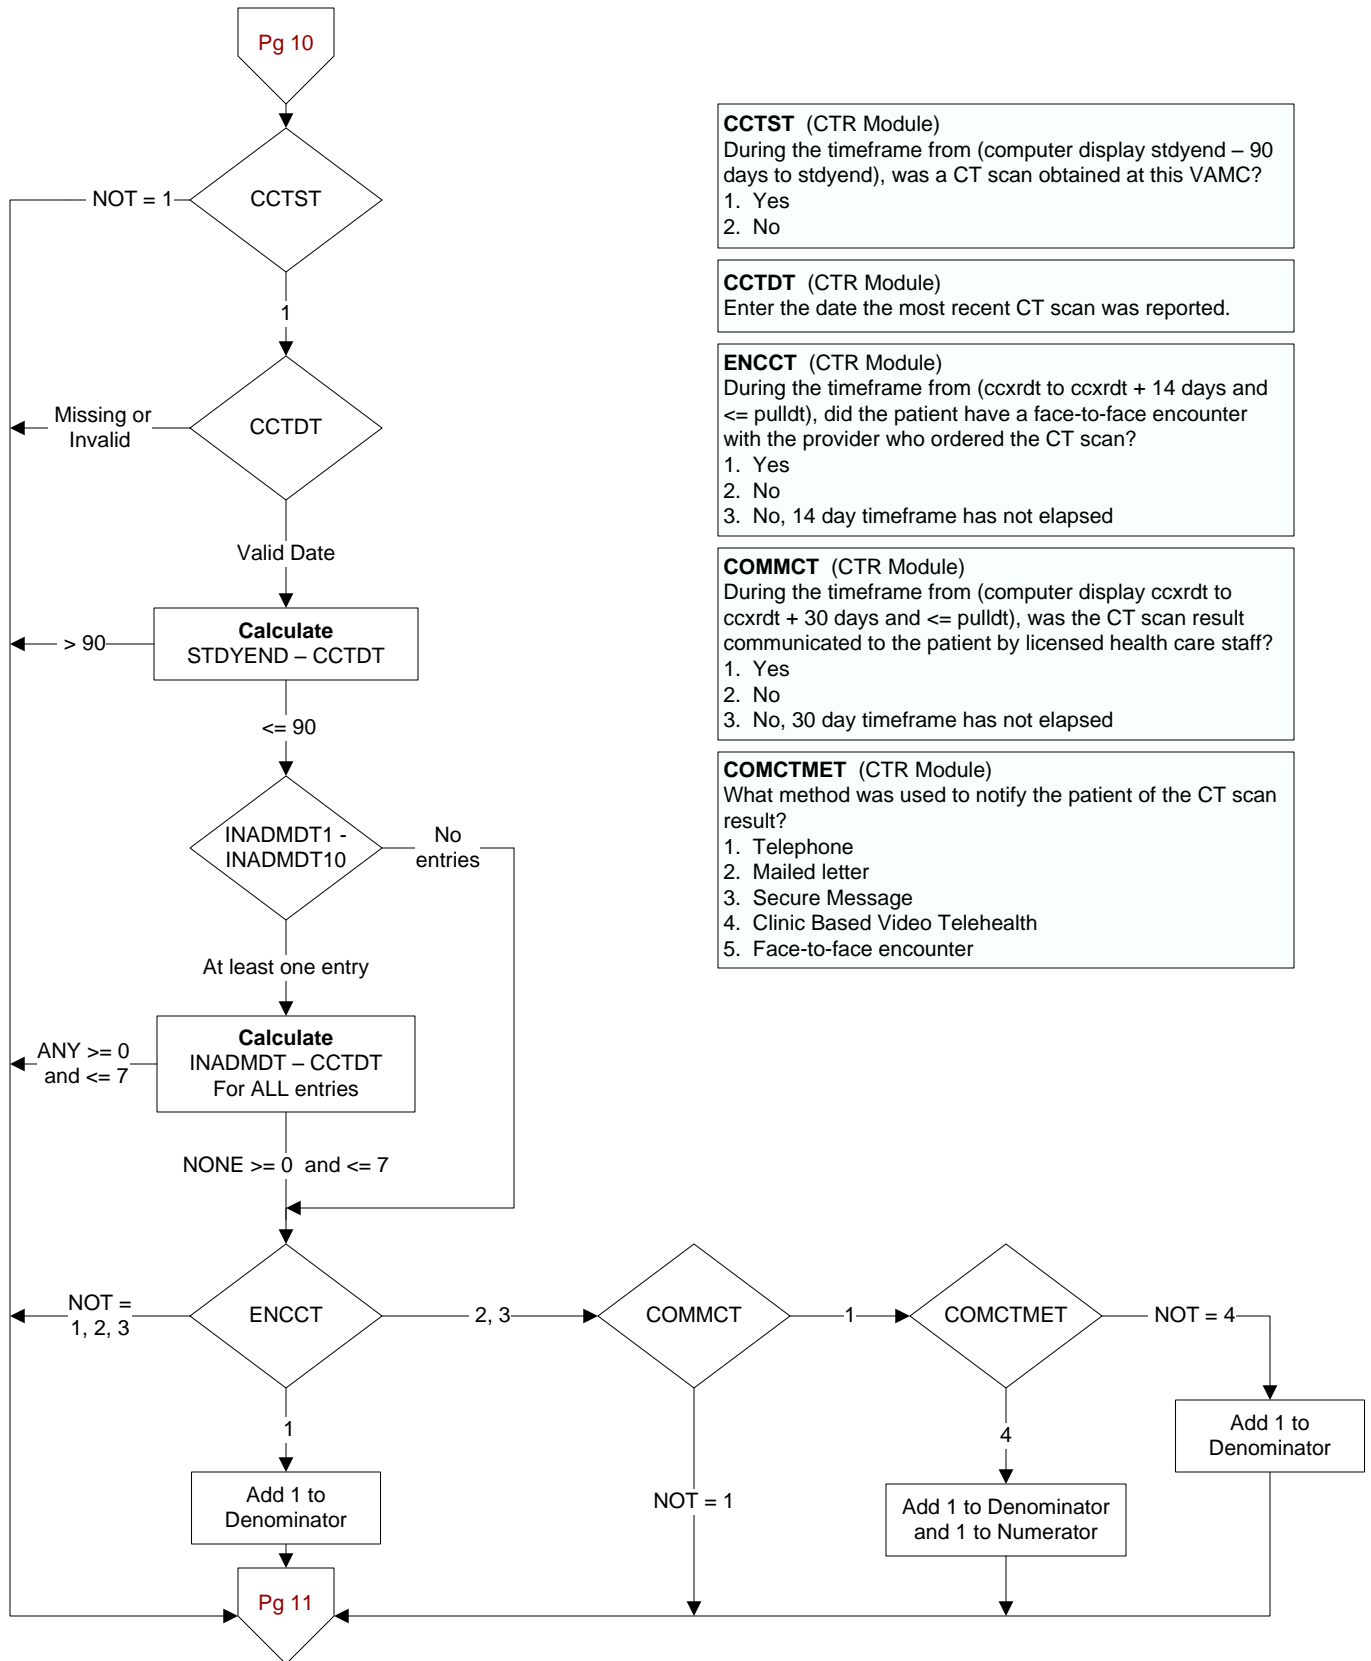 Pg 10
CCTST
NOT = 1
1
CCTDT
Missing or
Invalid
Valid Date
Calculate
STDYEND – CCTDT
> 90
<= 90
INADMDT1 -
INADMDT10
No
entries
At least one entry
Calculate
INADMDT – CCTDT
For ALL entries
ANY >= 0
and <= 7
NONE >= 0 and <= 7
ENCCT
NOT =
1, 2, 3
2, 3
COMMCT
1
COMCTMET
NOT = 4
1
NOT = 1
4
Add 1 to
Denominator
Add 1 to
Denominator
Add 1 to Denominator
and 1 to Numerator
Pg 11
CCTST (CTR Module)
During the timeframe from (computer display stdyend – 90
days to stdyend), was a CT scan obtained at this VAMC?
1. Yes
2. No
CCTDT (CTR Module)
Enter the date the most recent CT scan was reported.
ENCCT (CTR Module)
During the timeframe from (ccxrdt to ccxrdt + 14 days and
<= pulldt), did the patient have a face-to-face encounter
with the provider who ordered the CT scan?
1. Yes
2. No
3. No, 14 day timeframe has not elapsed
COMMCT (CTR Module)
During the timeframe from (computer display ccxrdt to
ccxrdt + 30 days and <= pulldt), was the CT scan result
communicated to the patient by licensed health care staff?
1. Yes
2. No
3. No, 30 day timeframe has not elapsed
COMCTMET (CTR Module)
What method was used to notify the patient of the CT scan
result?
1. Telephone
2. Mailed letter
3. Secure Message
4. Clinic Based Video Telehealth
5. Face-to-face encounter